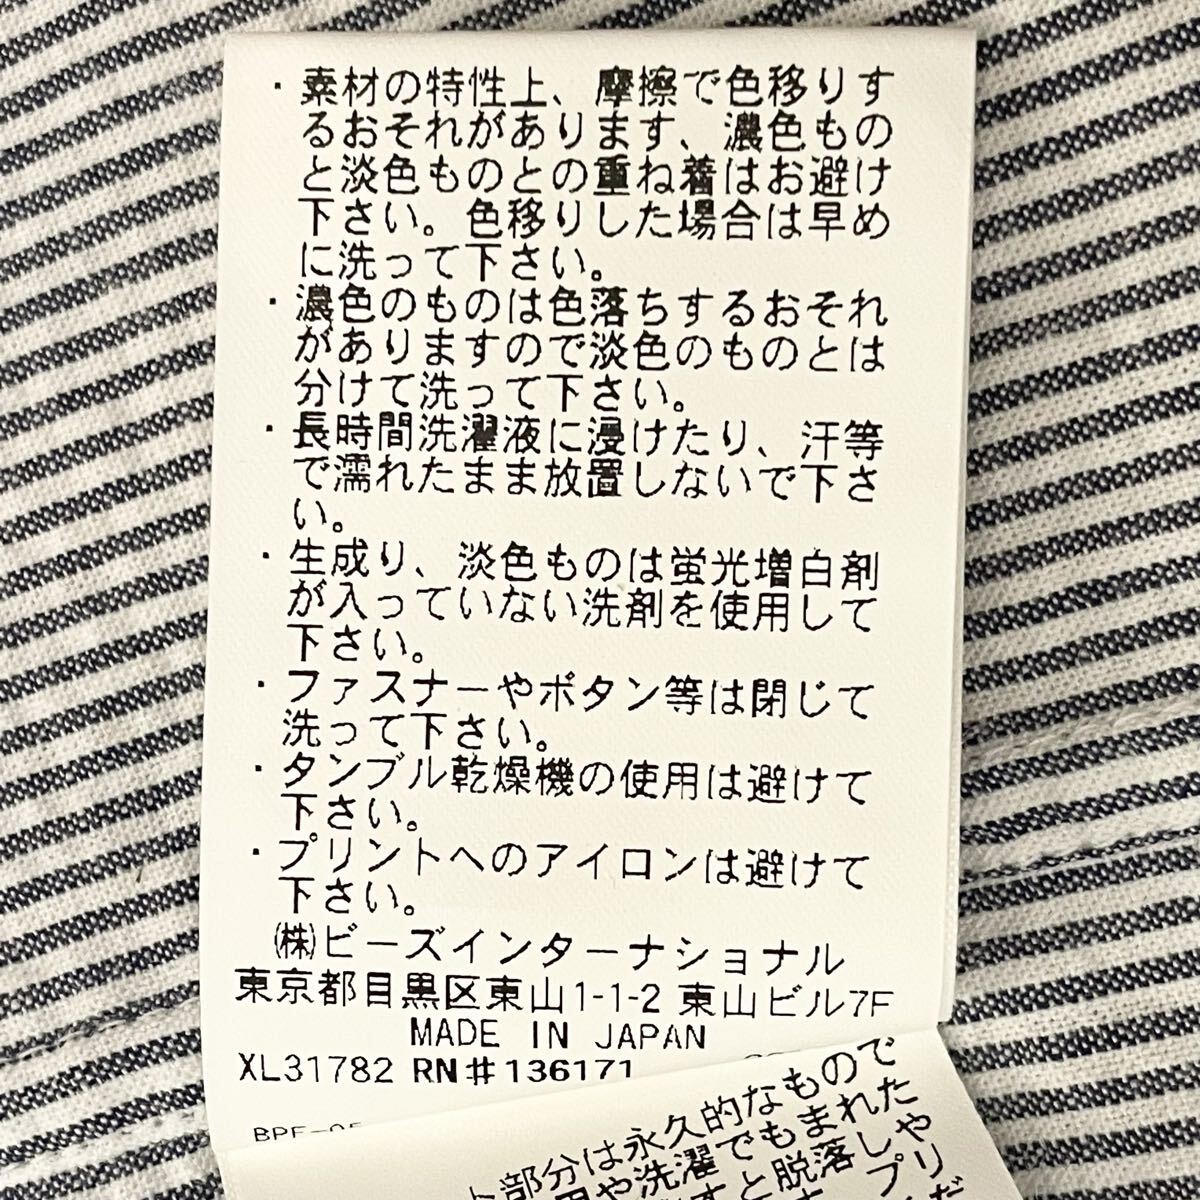 ・素材の特性上、摩擦で色移りす
るおそれがあります、濃色もの
と淡色ものとの重ね着はお避け
下さい。色移りした場合は早め
に洗って下さい。
・濃色のものは色落ちするおそれ
がありますので淡色のものとは
分けて洗って下さい。
・長時間洗濯液に浸けたり、汗等
で濡れたまま放置しないで下さ
い。
・生成り、淡色ものは蛍光増白剤
が入っていない洗剤を使用して
下さい。
・ファスナーやボタン等は閉じて
洗って下さい。
・タンブル乾燥機の使用は避けて
下さい。
・プリントへのアイロンは避けて
下さい。
㈱ビーズインターナショナル
東京都目黒区東山1-1-2 東山ビル7F
MADE IN JAPAN
XL31782 RN#136171
部分は永久的なもので
や洗濯でもまれた
すと脱落しや
プリ